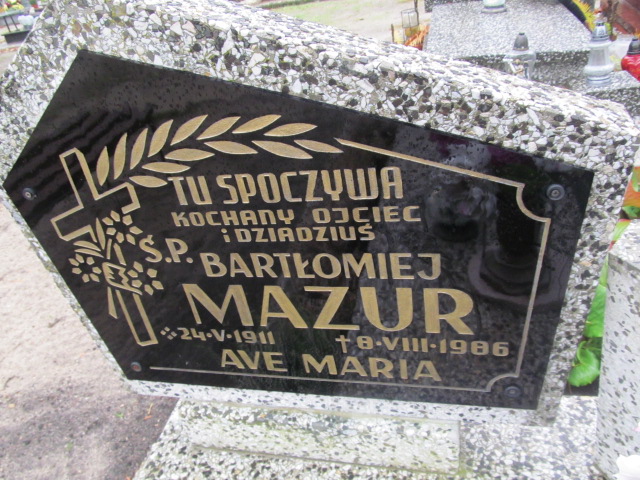 TU SPOCZYWA
KOCHANY OJCIEC
i DZIADZIUŚ
Ś.P. BARTŁOMIEJ
MAZUR
24·V·1911 †8·VIII·1986
AVE MARIA